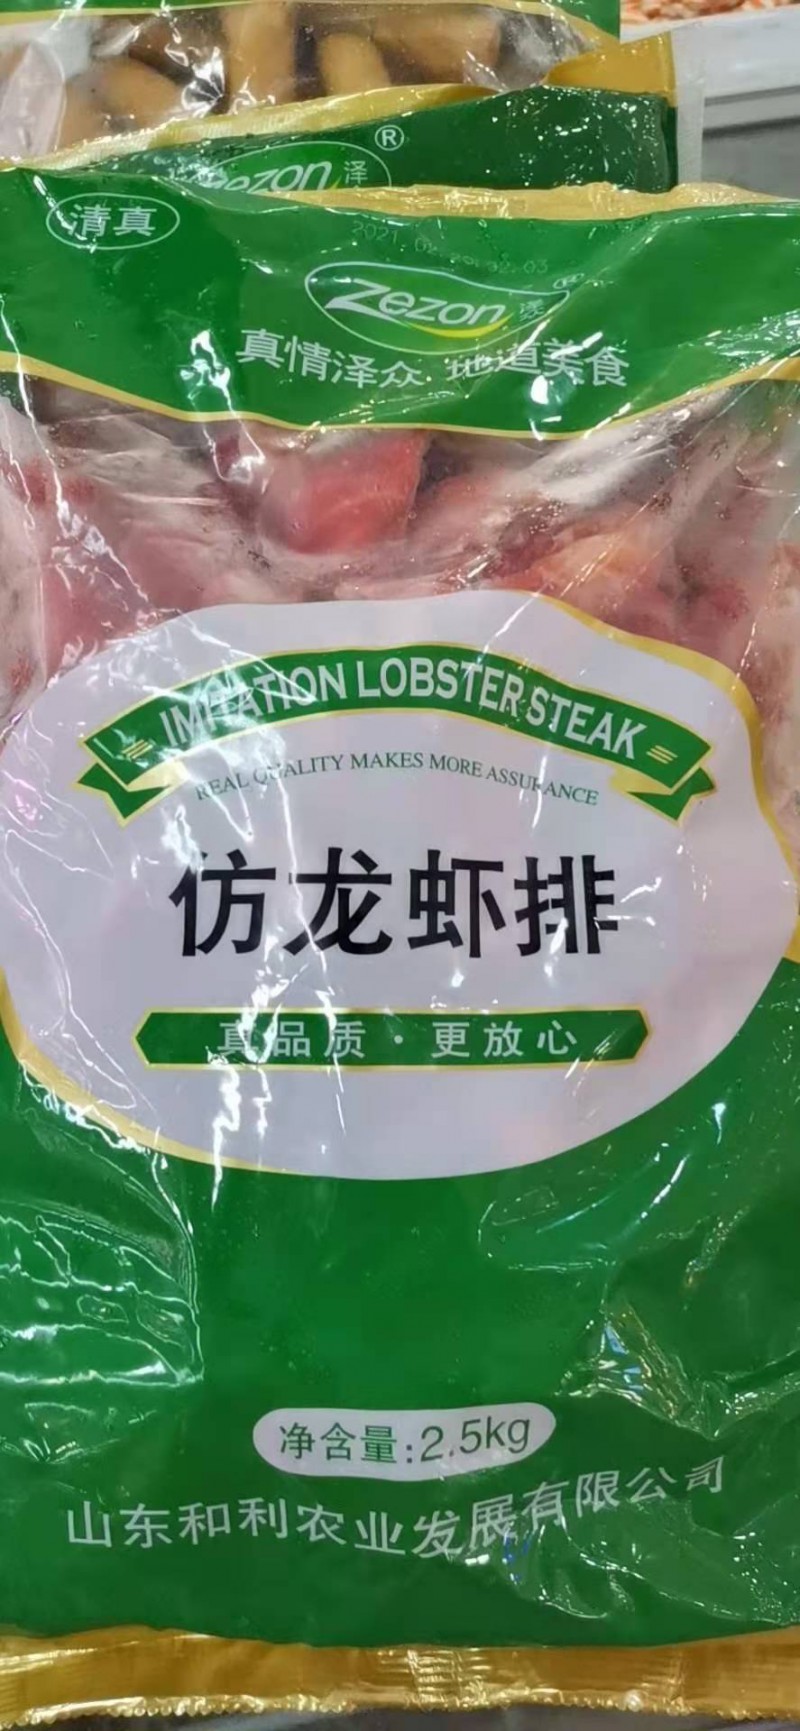 ®
zezon 泽
清真
Zezon
真情泽众 地道美食
IMITATION LOBSTER STEAK
REAL QUALITY MAKES MORE ASSURANCE
仿龙虾排
真品质·更放心
净含量:2.5kg
山东和利农业发展有限公司